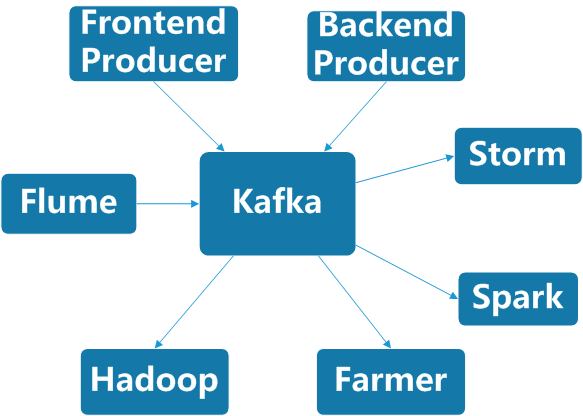 Frontend
Producer
Backend
Producer
Storm
Flume
Kafka
Spark
Hadoop
Farmer